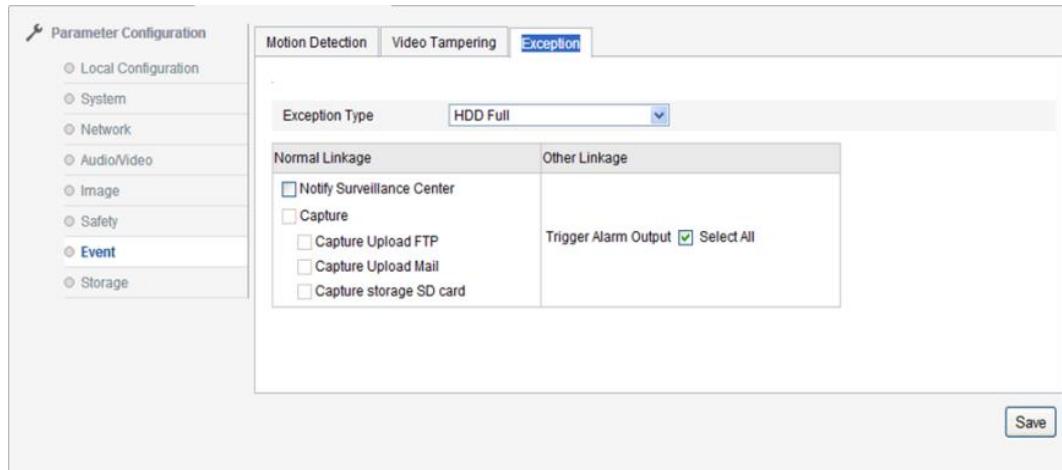 Parameter Configuration
Local Configuration
System
Network
Audio/Video
Image
Safety
Event
Storage
Motion Detection Video Tampering Exception
Exception Type HDD Full
Normal Linkage Other Linkage
Notify Surveillance Center
Capture
Capture Upload FTP
Capture Upload Mail
Capture storage SD card
Trigger Alarm Output Select All
Save